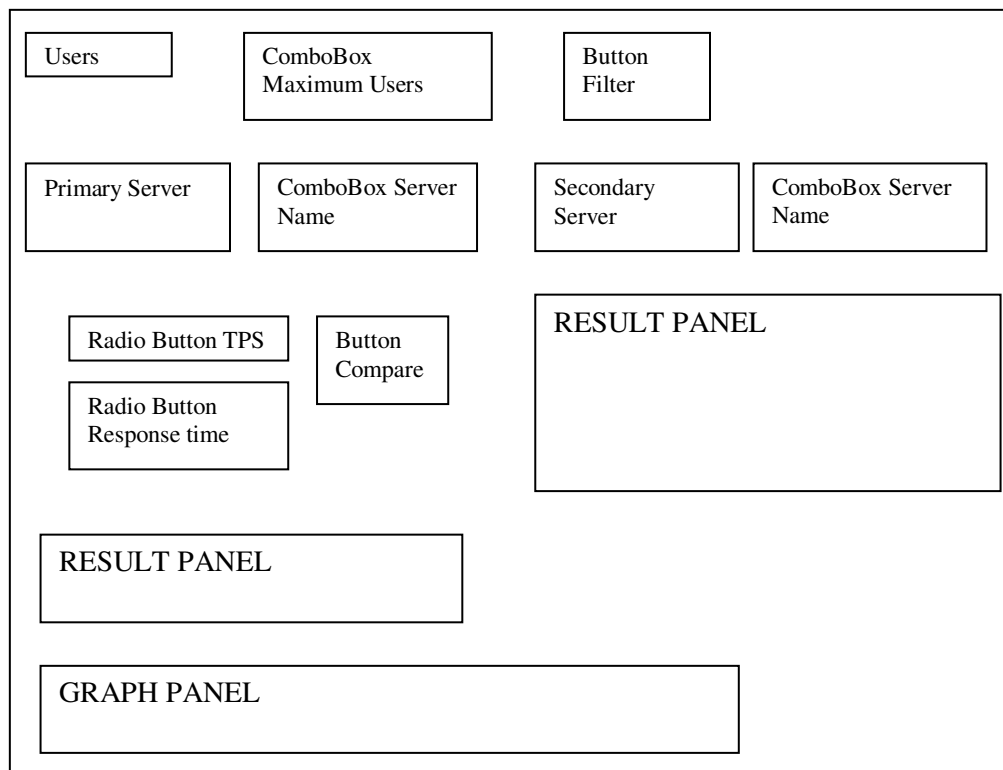 Users
ComboBox
Maximum Users
Button
Filter
Primary Server
ComboBox Server
Name
Secondary
Server
ComboBox Server
Name
Radio Button TPS
Button
Compare
Radio Button
Response time
RESULT PANEL
RESULT PANEL
GRAPH PANEL